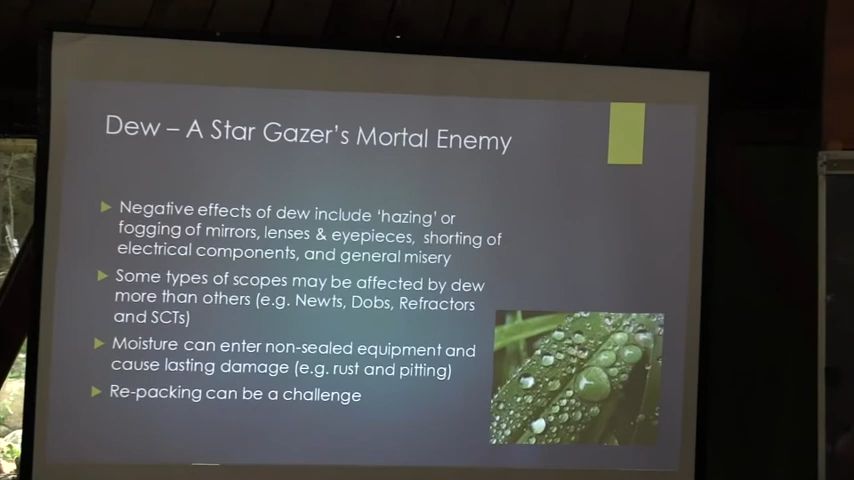 Dew – A Star Gazer's Mortal Enemy
Negative effects of dew include 'hazing' or
fogging of mirrors, lenses & eyepieces, shorting of
electrical components, and general misery
Some types of scopes may be affected by dew
more than others (e.g. Newts, Dobs, Refractors
and SCTs)
Moisture can enter non-sealed equipment and
cause lasting damage (e.g. rust and pitting)
Re-packing can be a challenge